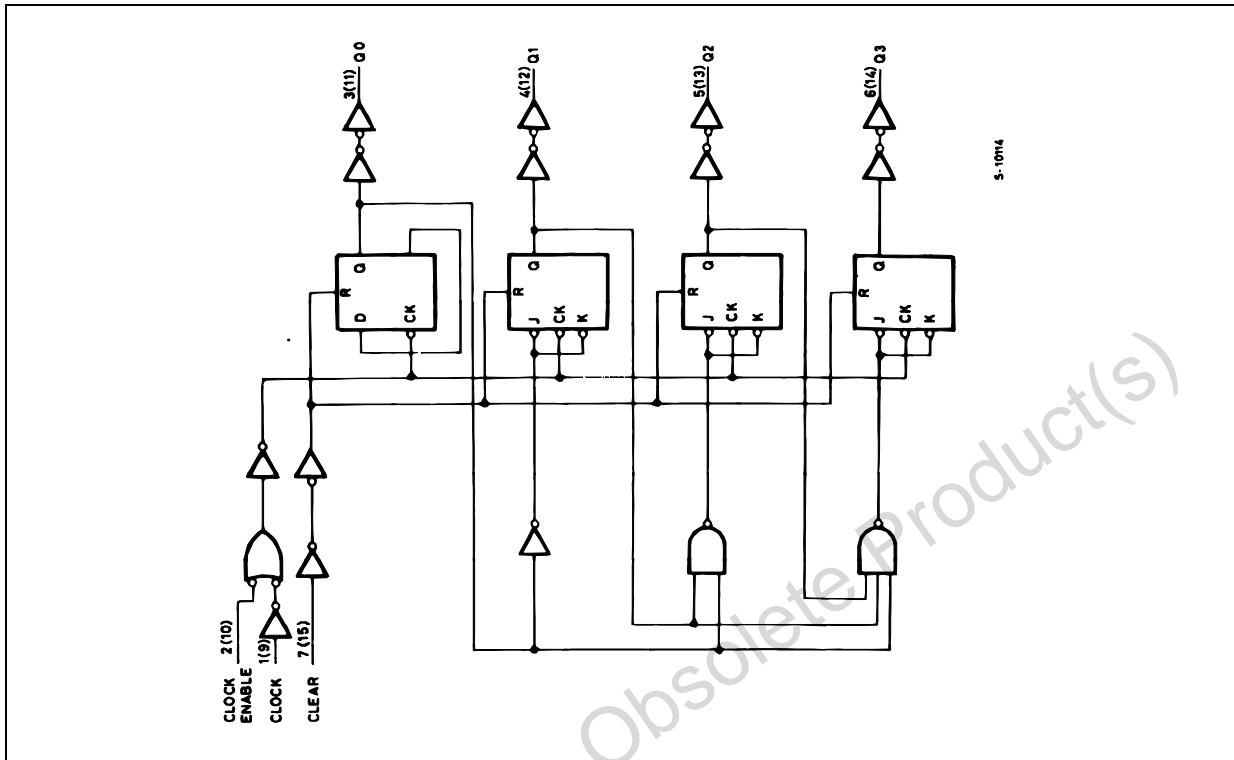 3(11) Q0
4(12) Q1
5(13) Q2
6(14) Q3
S-10114
Q
R
D
CK
Q
R
J
CK
K
Q
R
J
CK
K
Q
R
J
CK
K
2(10)
CLOCK
ENABLE
1(9)
CLOCK
7(15)
CLEAR
Obsolete Product(s)